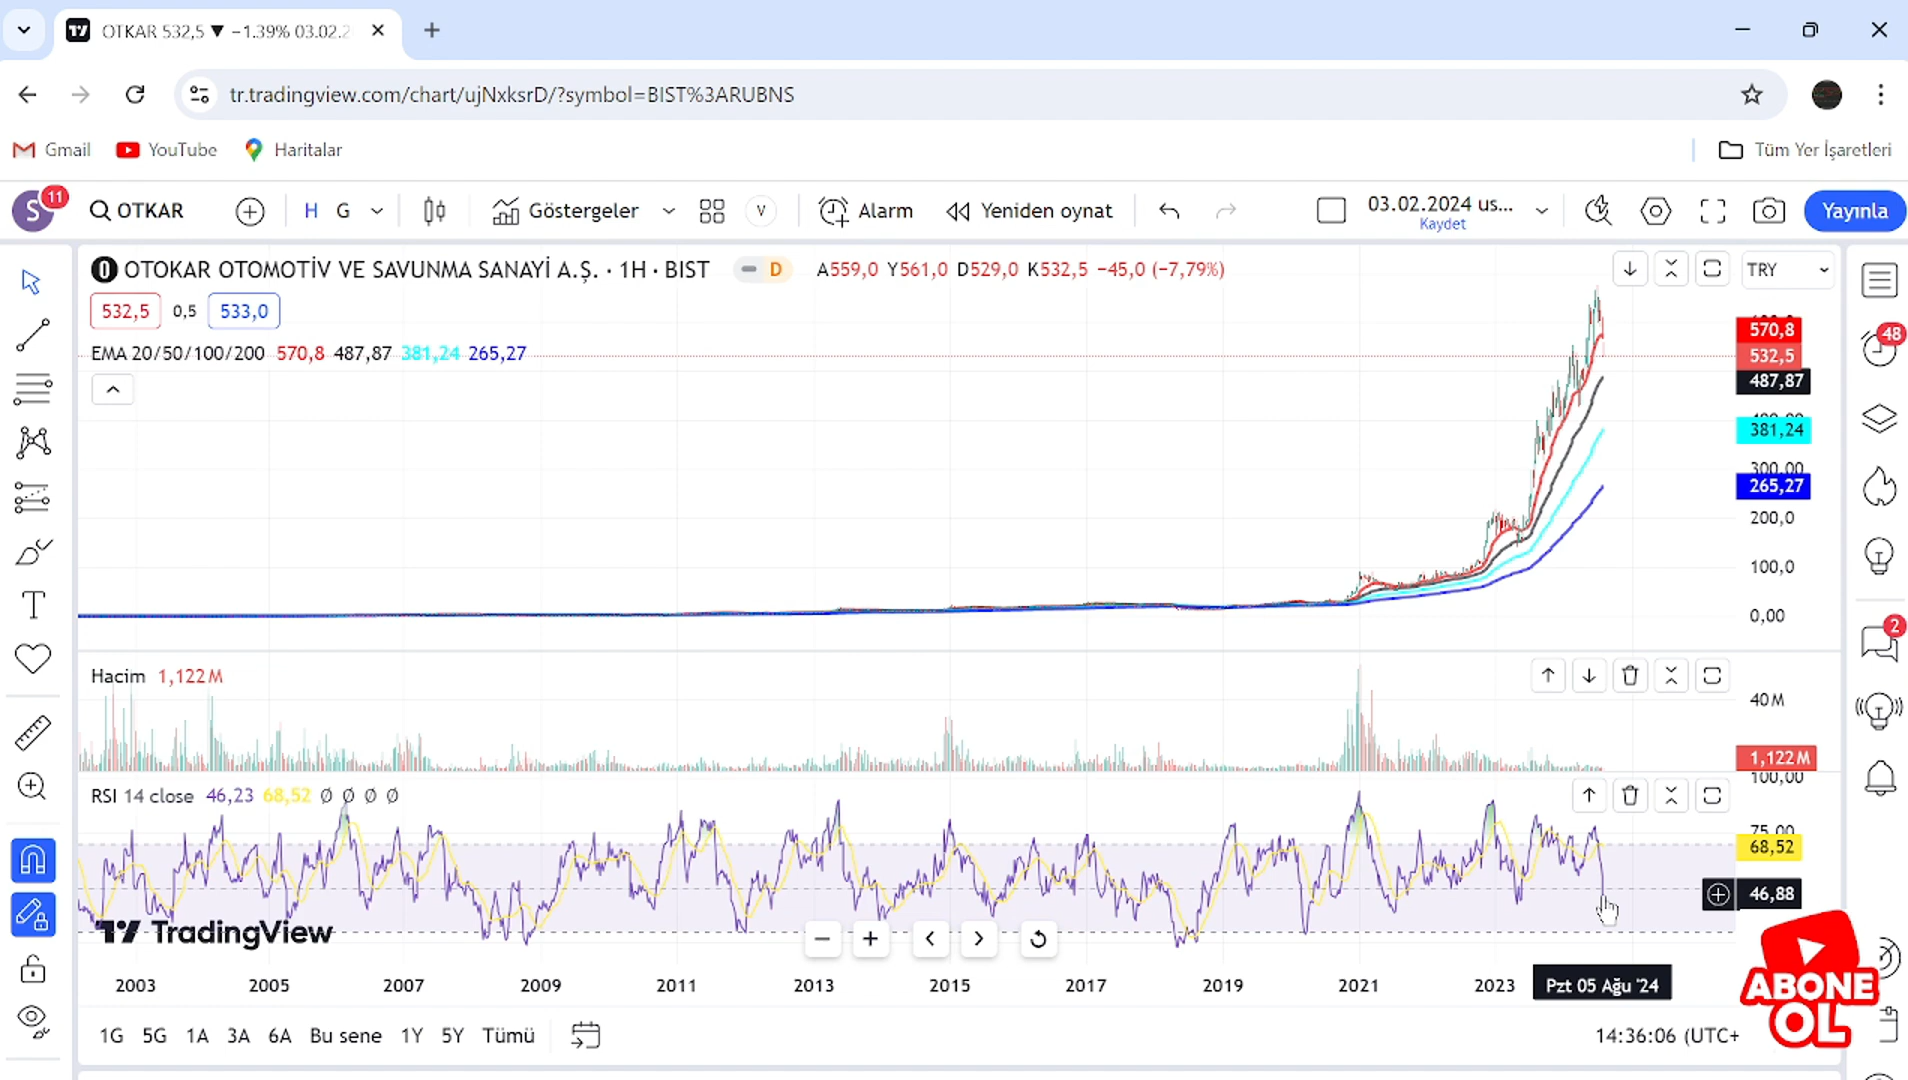 OTKAR 532,5 ▼ −1.39% 03.02.2
tr.tradingview.com/chart/ujNxksrD/?symbol=BIST%3ARUBNS
Gmail YouTube Haritalar Tüm Yer İşaretleri
S 11 OTKAR H G Göstergeler V Alarm Yeniden oynat 03.02.2024 us... Kaydet Yayınla
OTOKAR OTOMOTİV VE SAVUNMA SANAYİ A.Ş. · 1H · BIST D A559,0 Y561,0 D529,0 K532,5 −45,0 (−7,79%) TRY
532,5 0,5 533,0
EMA 20/50/100/200 570,8 487,87 381,24 265,27
570,8
532,5
487,87
381,24
300,00
265,27
200,0
100,0
0,00
48
2
Hacim 1,122M
40M
1,122M
100,00
RSI 14 close 46,23 68,52 Ø Ø Ø Ø
75,00
68,52
46,88
TradingView
2003 2005 2007 2009 2011 2013 2015 2017 2019 2021 2023 Pzt 05 Ağu '24
1G 5G 1A 3A 6A Bu sene 1Y 5Y Tümü 14:36:06 (UTC+
ABONE
OL